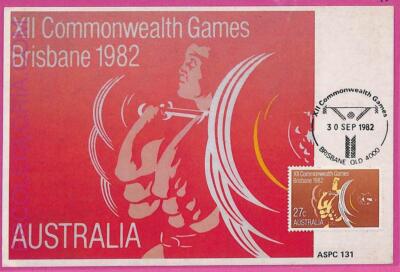 XII Commonwealth Games
Brisbane 1982
AUSTRALIA
XII Commonwealth Games
30 SEP 1982
BRISBANE QLD 4000
XII Commonwealth Games
Brisbane 1982
27c
AUSTRALIA
ASPC 131